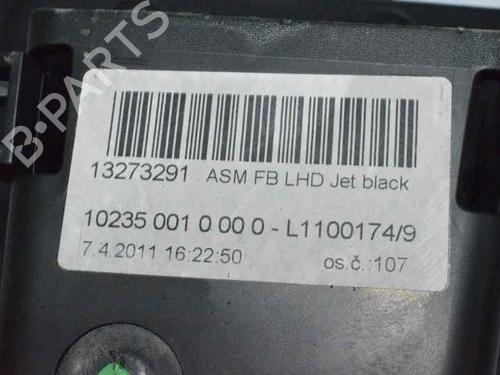 B·PARTS
13273291 ASM FB LHD Jet black
10235 001 0 00 0 - L1100174/9
7.4.2011 16:22:50 os.č.:107